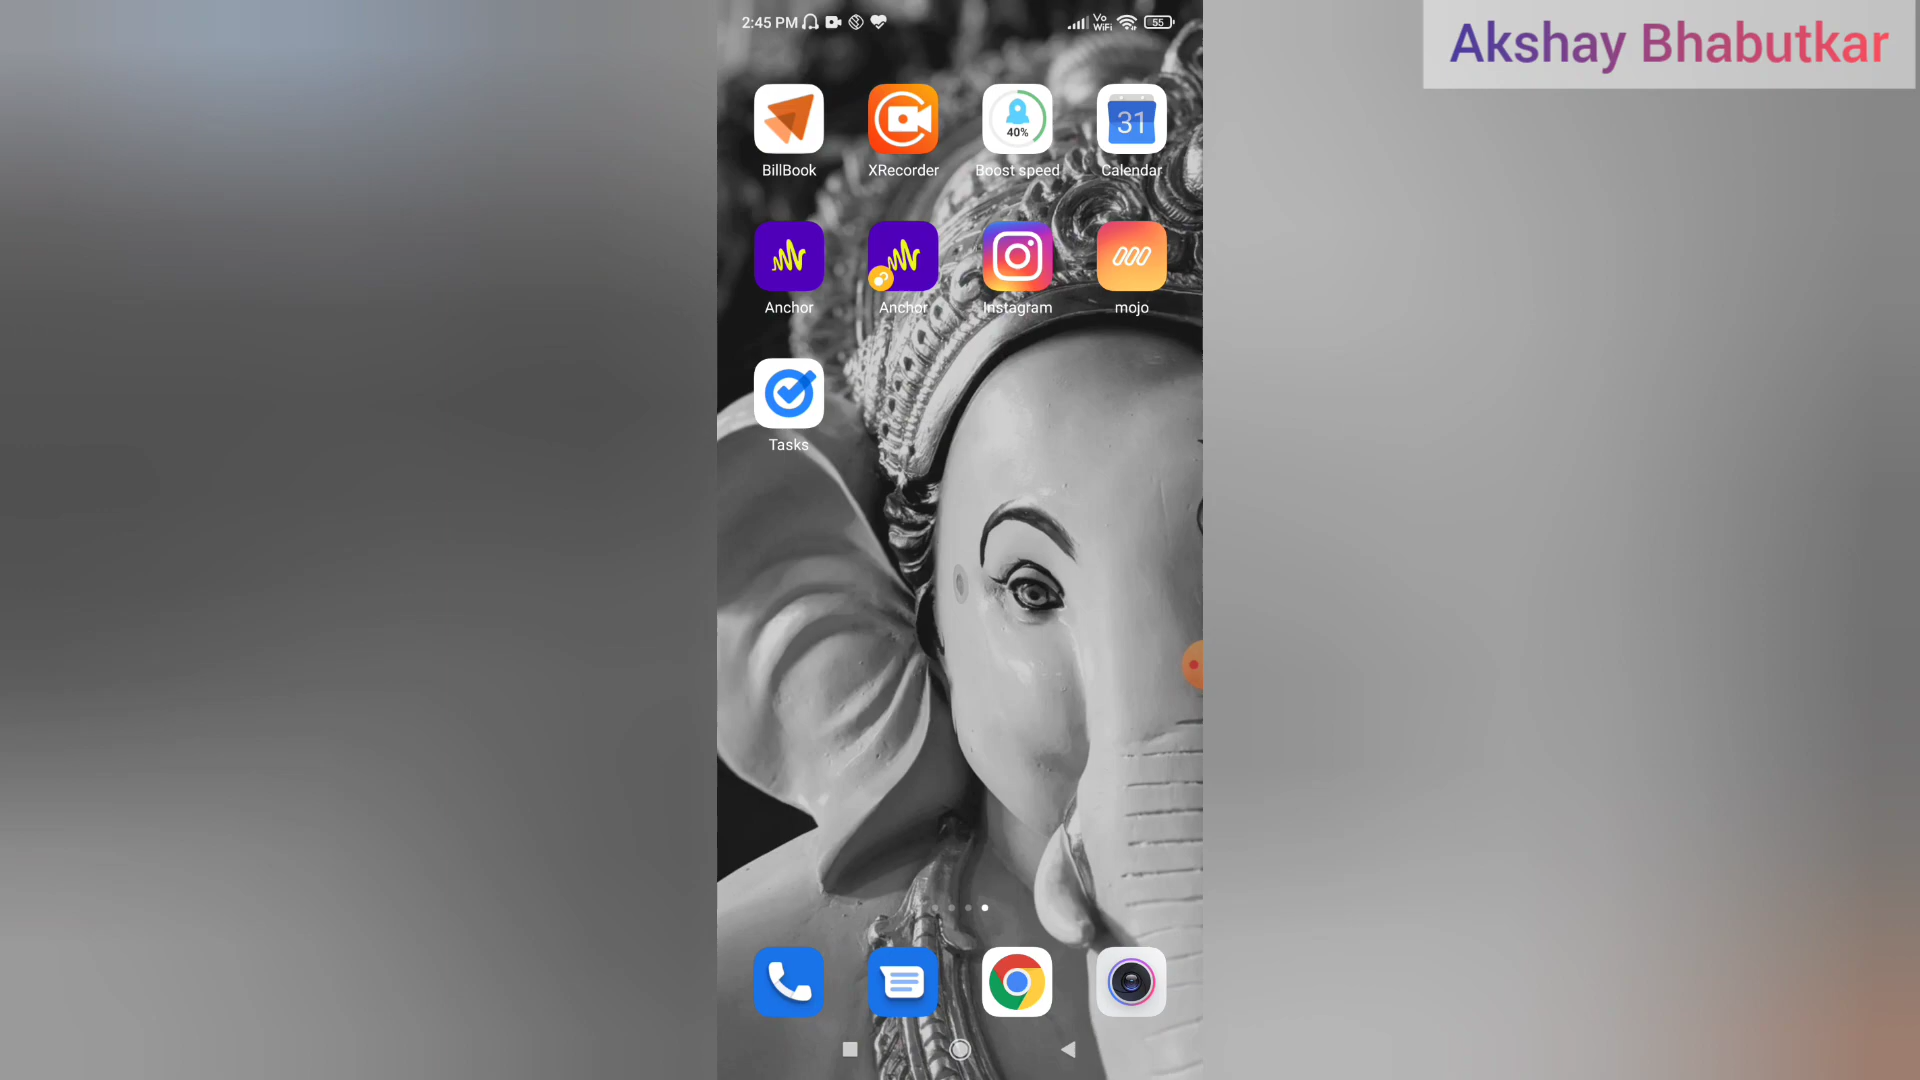 2:45 PM
Vo
WiFi
55
Akshay Bhabutkar
40%
31
BillBook
XRecorder
Boost speed
Calendar
Anchor
Anchor
Instagram
mojo
Tasks